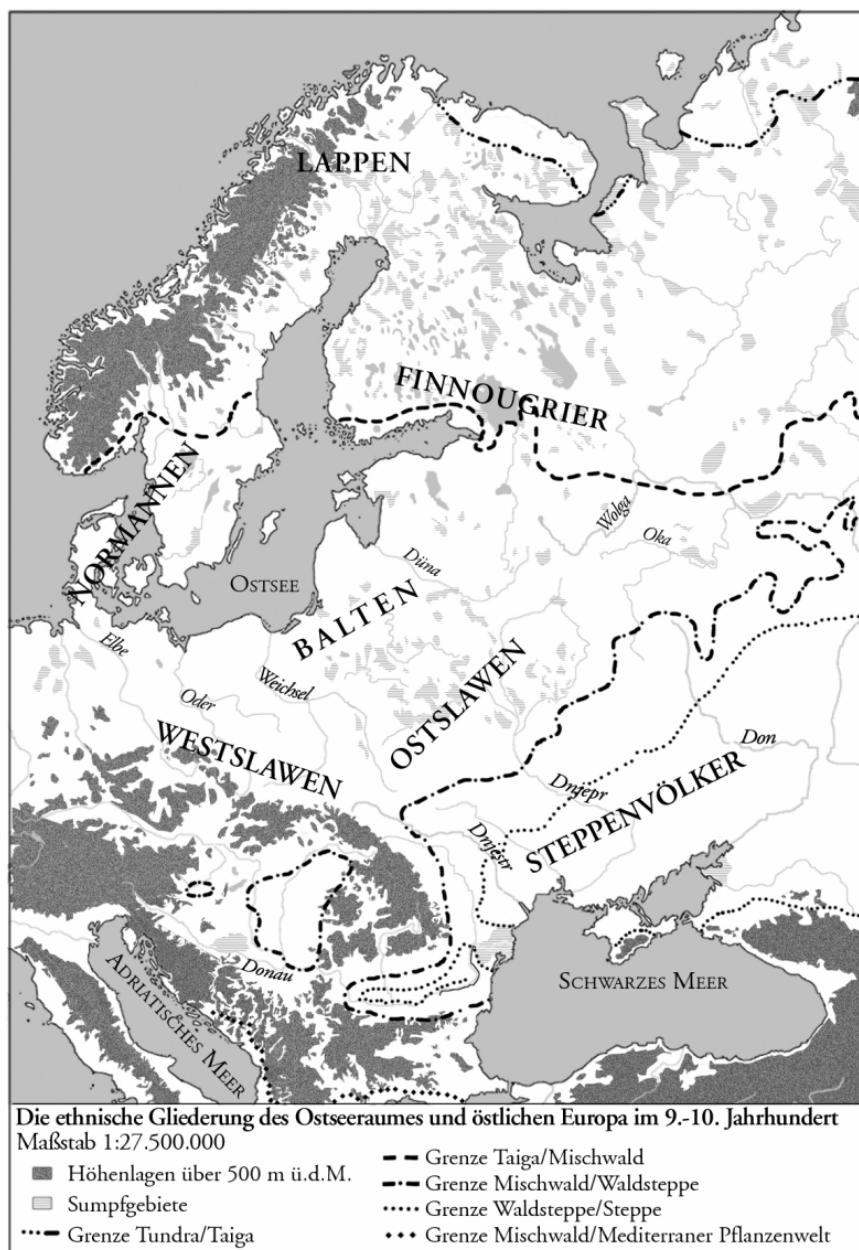 LAPPEN
FINNOUGRIER
NORMANNEN
Wolga
Oka
Düna
OSTSEE
BALTEN
Elbe
Weichsel
Oder
OSTSLAWEN
WESTSLAWEN
Don
Dnjepr
STEPPENVÖLKER
Dnjestr
Donau
ADRIATISCHES MEER
SCHWARZES MEER
Die ethnische Gliederung des Ostseeraumes und östlichen Europa im 9.-10. Jahrhundert
Maßstab 1:27.500.000
Höhenlagen über 500 m ü.d.M.
Sumpfgebiete
Grenze Tundra/Taiga
Grenze Taiga/Mischwald
Grenze Mischwald/Waldsteppe
Grenze Waldsteppe/Steppe
Grenze Mischwald/Mediterraner Pflanzenwelt